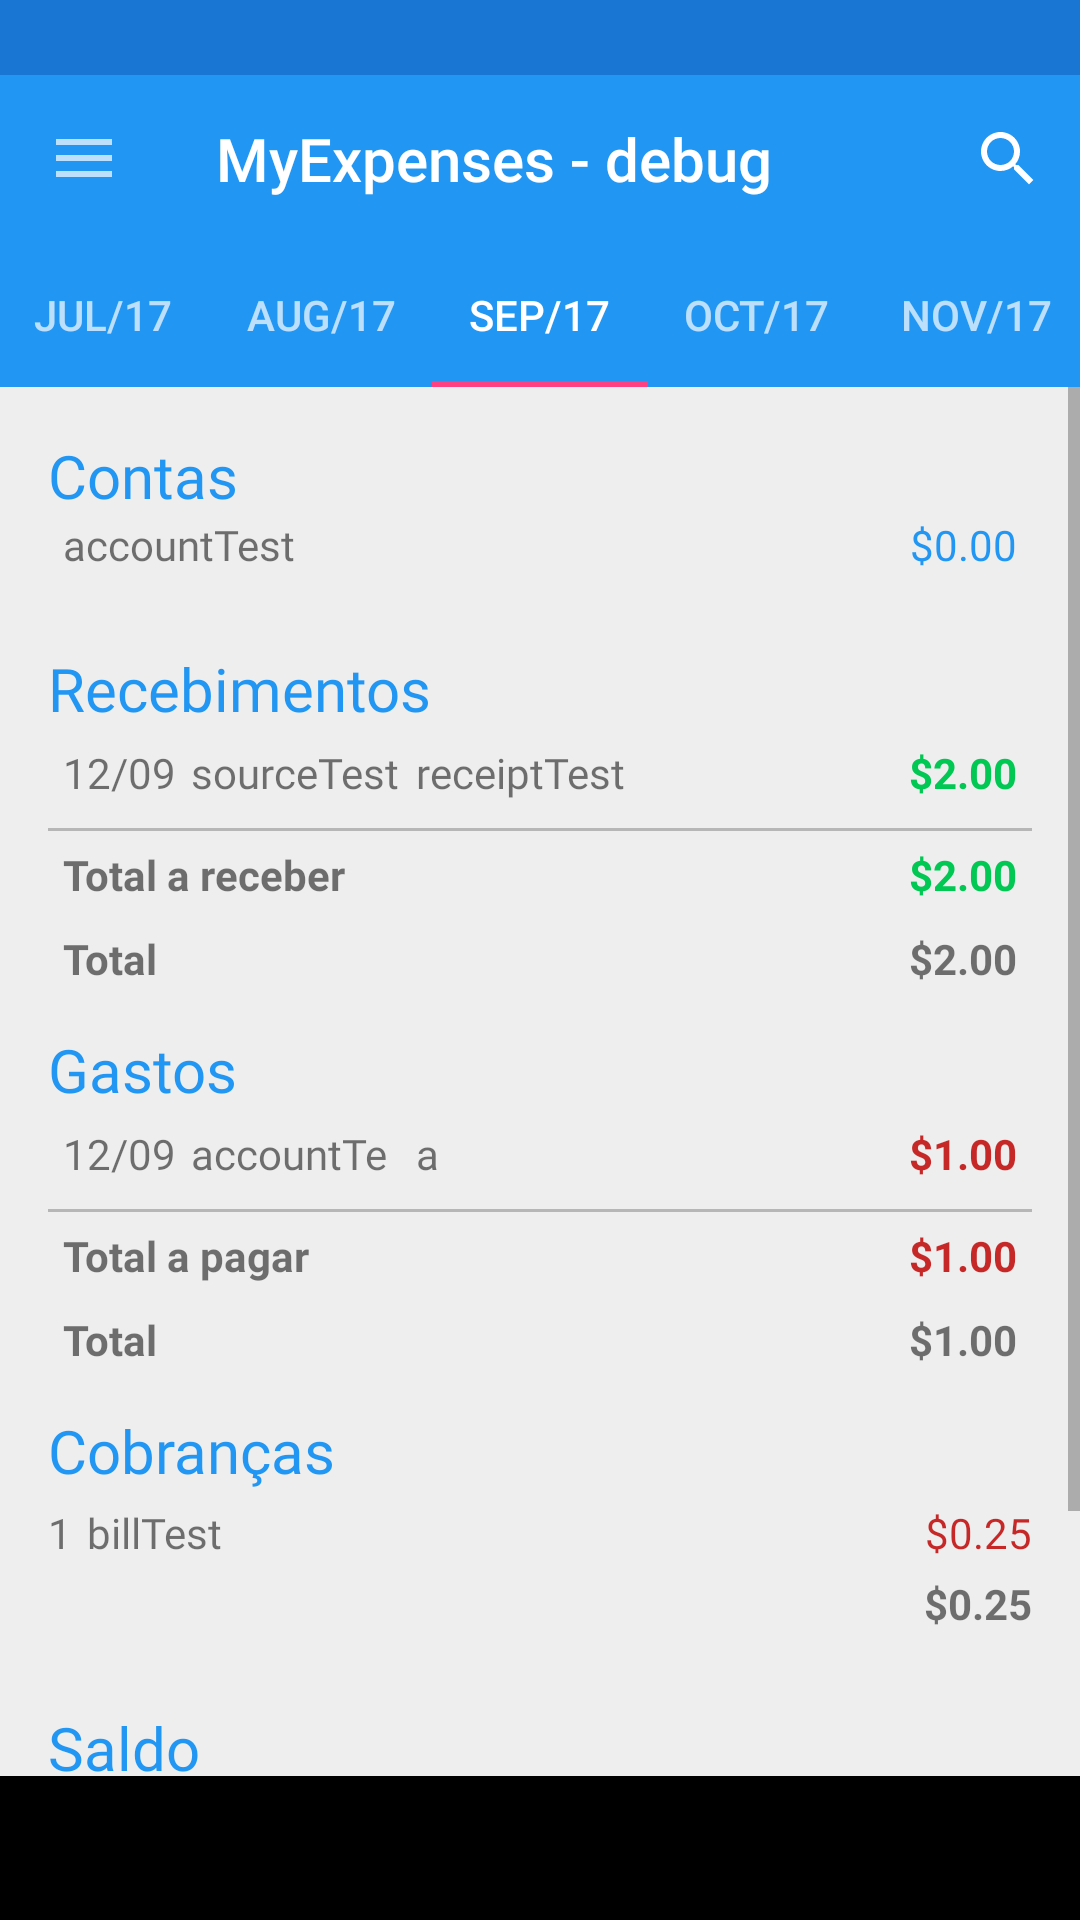 MyExpenses - debug
JUL/17 AUG/17 SEP/17 OCT/17 NOV/17
Contas
accountTest $0.00
Recebimentos
12/09 sourceTest receiptTest $2.00
Total a receber $2.00
Total $2.00
Gastos
12/09 accountTe a $1.00
Total a pagar $1.00
Total $1.00
Cobranças
1 billTest $0.25
$0.25
Saldo